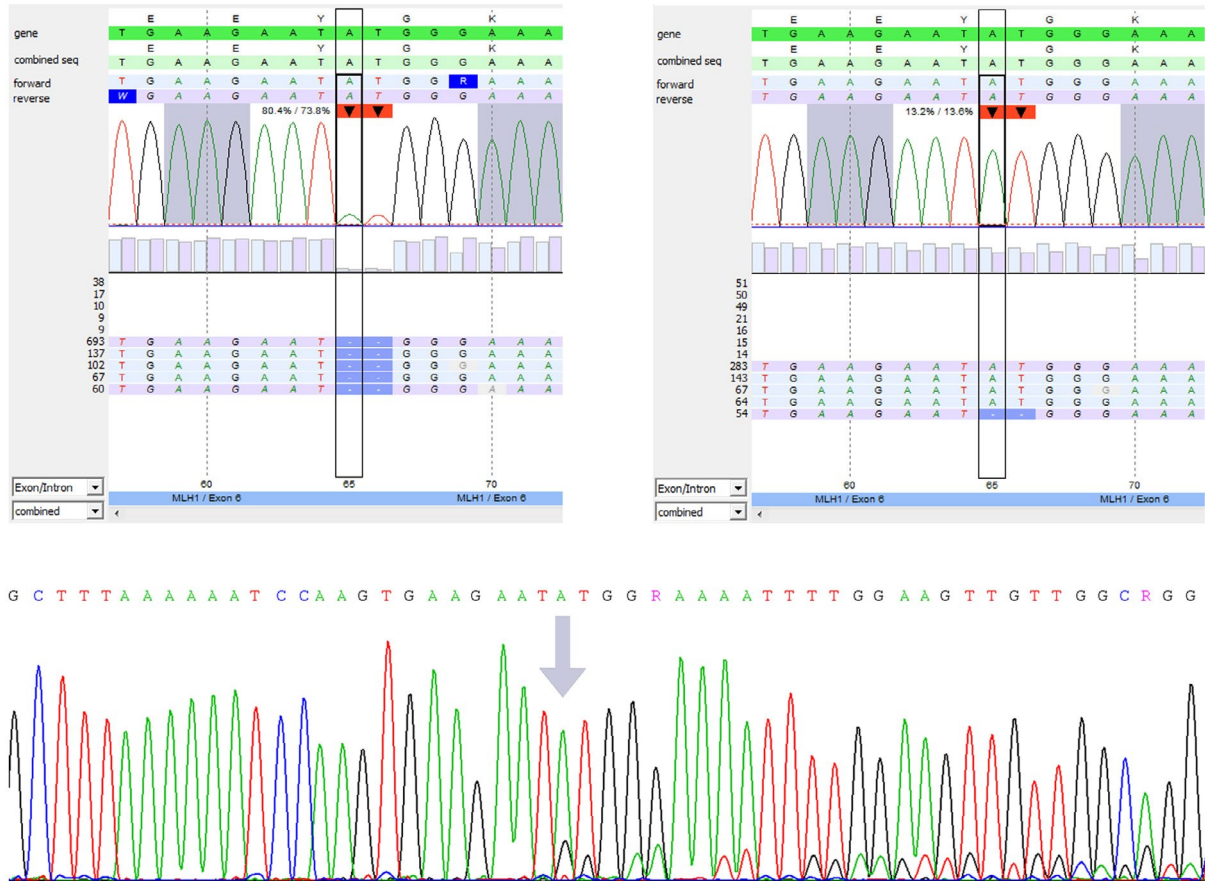 E E Y G K
gene T G A A G A A T A T G G G A A A
E E Y G K
combined seq T G A A G A A T A T G G G A A A
forward T G A A G A A T A T G G R A A A
reverse W G A A G A A T A T G G G A A A
80.4% / 73.8%
38
17
10
9
9
693 T G A A G A A T - - G G G A A A
137 T G A A G A A T - - G G G A A A
102 T G A A G A A T - - G G G A A A
67 T G A A G A A T - - G G G A A A
60 T G A A G A A T - - G G G A A A
60 65 70
Exon/Intron MLH1 / Exon 6 MLH1 / Exon 6
combined
E E Y G K
gene T G A A G A A T A T G G G A A A
E E Y G K
combined seq T G A A G A A T A T G G G A A A
forward T G A A G A A T A T G G G A A A
reverse T G A A G A A T A T G G G A A A
13.2% / 13.6%
51
50
49
21
16
15
14
283 T G A A G A A T A T G G G A A A
143 T G A A G A A T A T G G G A A A
67 T G A A G A A T A T G G G A A A
64 T G A A G A A T A T G G G A A A
54 T G A A G A A T - - G G G A A A
60 65 70
Exon/Intron MLH1 / Exon 6 MLH1 / Exon 6
combined
G C T T T A A A A A A T C C A A G T G A A G A A T A T G G R A A A A T T T T G G A A G T T G T T G G C R G G